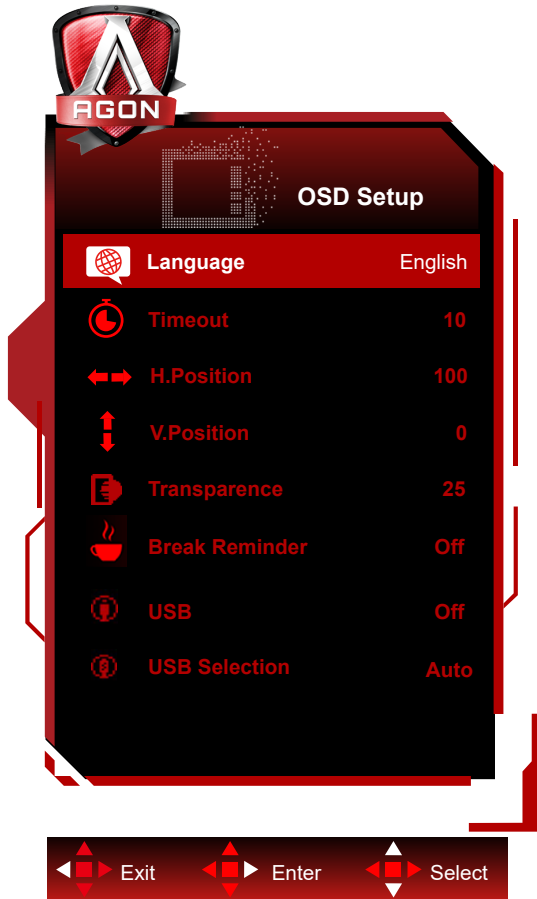 AGON
OSD Setup
Language English
Timeout 10
H.Position 100
V.Position 0
Transparence 25
Break Reminder Off
USB Off
USB Selection Auto
Exit Enter Select